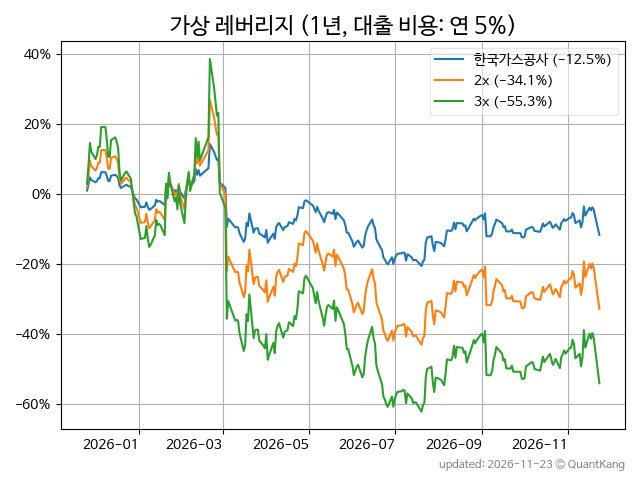 가상 레버리지 (1년, 대출 비용: 연 5%)
한국가스공사 (−12.5%)
2x (−34.1%)
3x (−55.3%)
40%
20%
0%
−20%
−40%
−60%
2026-01
2026-03
2026-05
2026-07
2026-09
2026-11
updated: 2026-11-23 © QuantKang